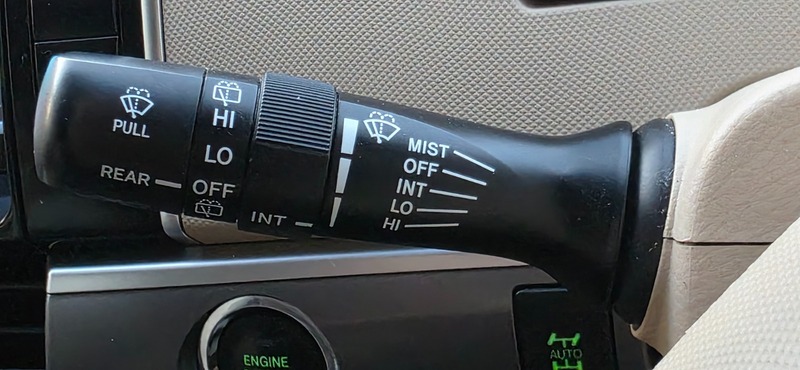 PULL
REAR
HI
LO
OFF
INT
MIST
OFF
INT
LO
HI
ENGINE
AUTO